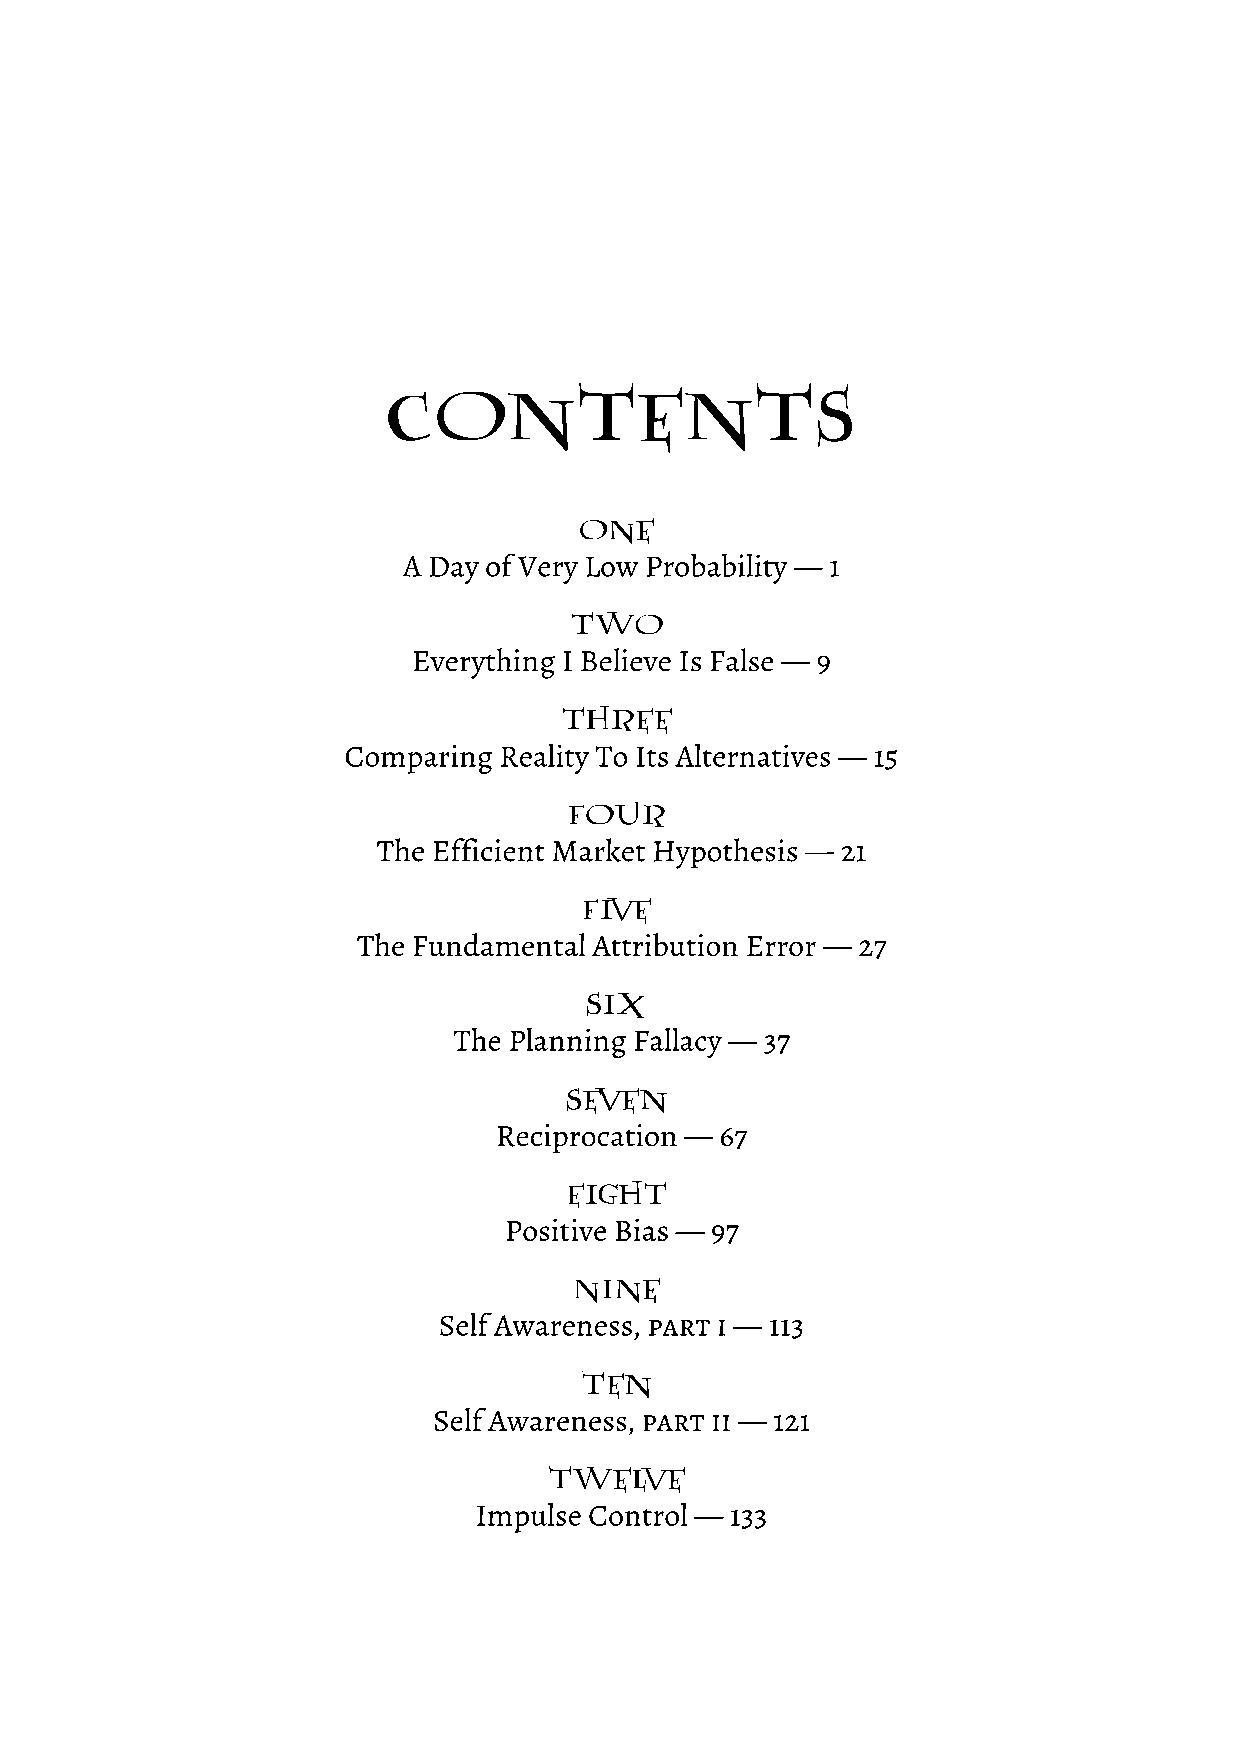 CONTENTS
ONE
A Day of Very Low Probability — 1
TWO
Everything I Believe Is False — 9
THREE
Comparing Reality To Its Alternatives — 15
FOUR
The Efficient Market Hypothesis — 21
FIVE
The Fundamental Attribution Error — 27
SIX
The Planning Fallacy — 37
SEVEN
Reciprocation — 67
EIGHT
Positive Bias — 97
NINE
Self Awareness, PART I — 113
TEN
Self Awareness, PART II — 121
TWELVE
Impulse Control — 133